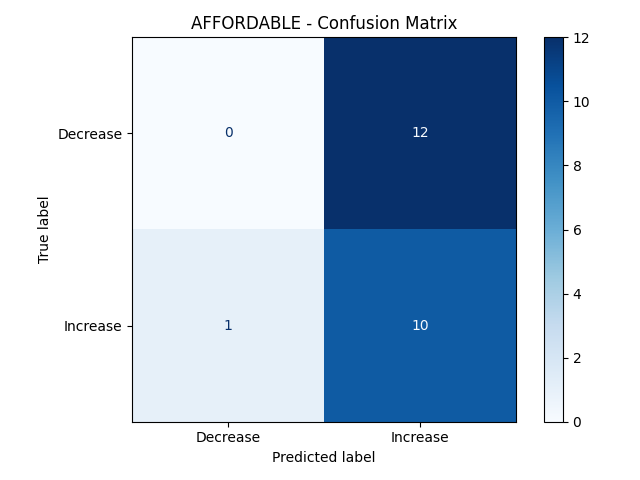 AFFORDABLE - Confusion Matrix
True label
Decrease
0
12
Increase
1
10
Decrease
Increase
Predicted label
12
10
8
6
4
2
0